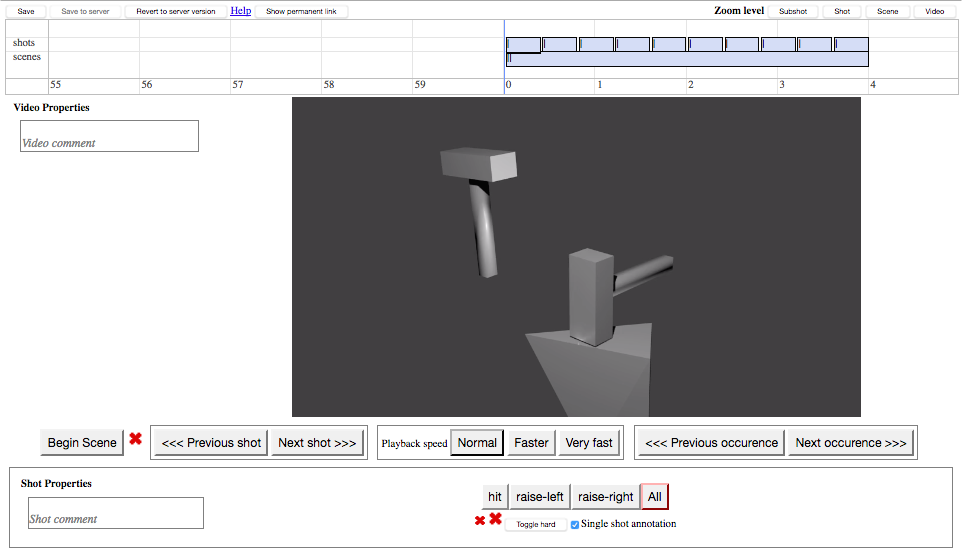 Save Save to server Revert to server version Help Show permanent link Zoom level Subshot Shot Scene Video
shots
scenes
55 56 57 58 59 0 1 2 3 4
Video Properties
Video comment
Begin Scene <<< Previous shot Next shot >>> Playback speed Normal Faster Very fast <<< Previous occurence Next occurence >>>
Shot Properties
hit raise-left raise-right All
Shot comment
Toggle hard Single shot annotation